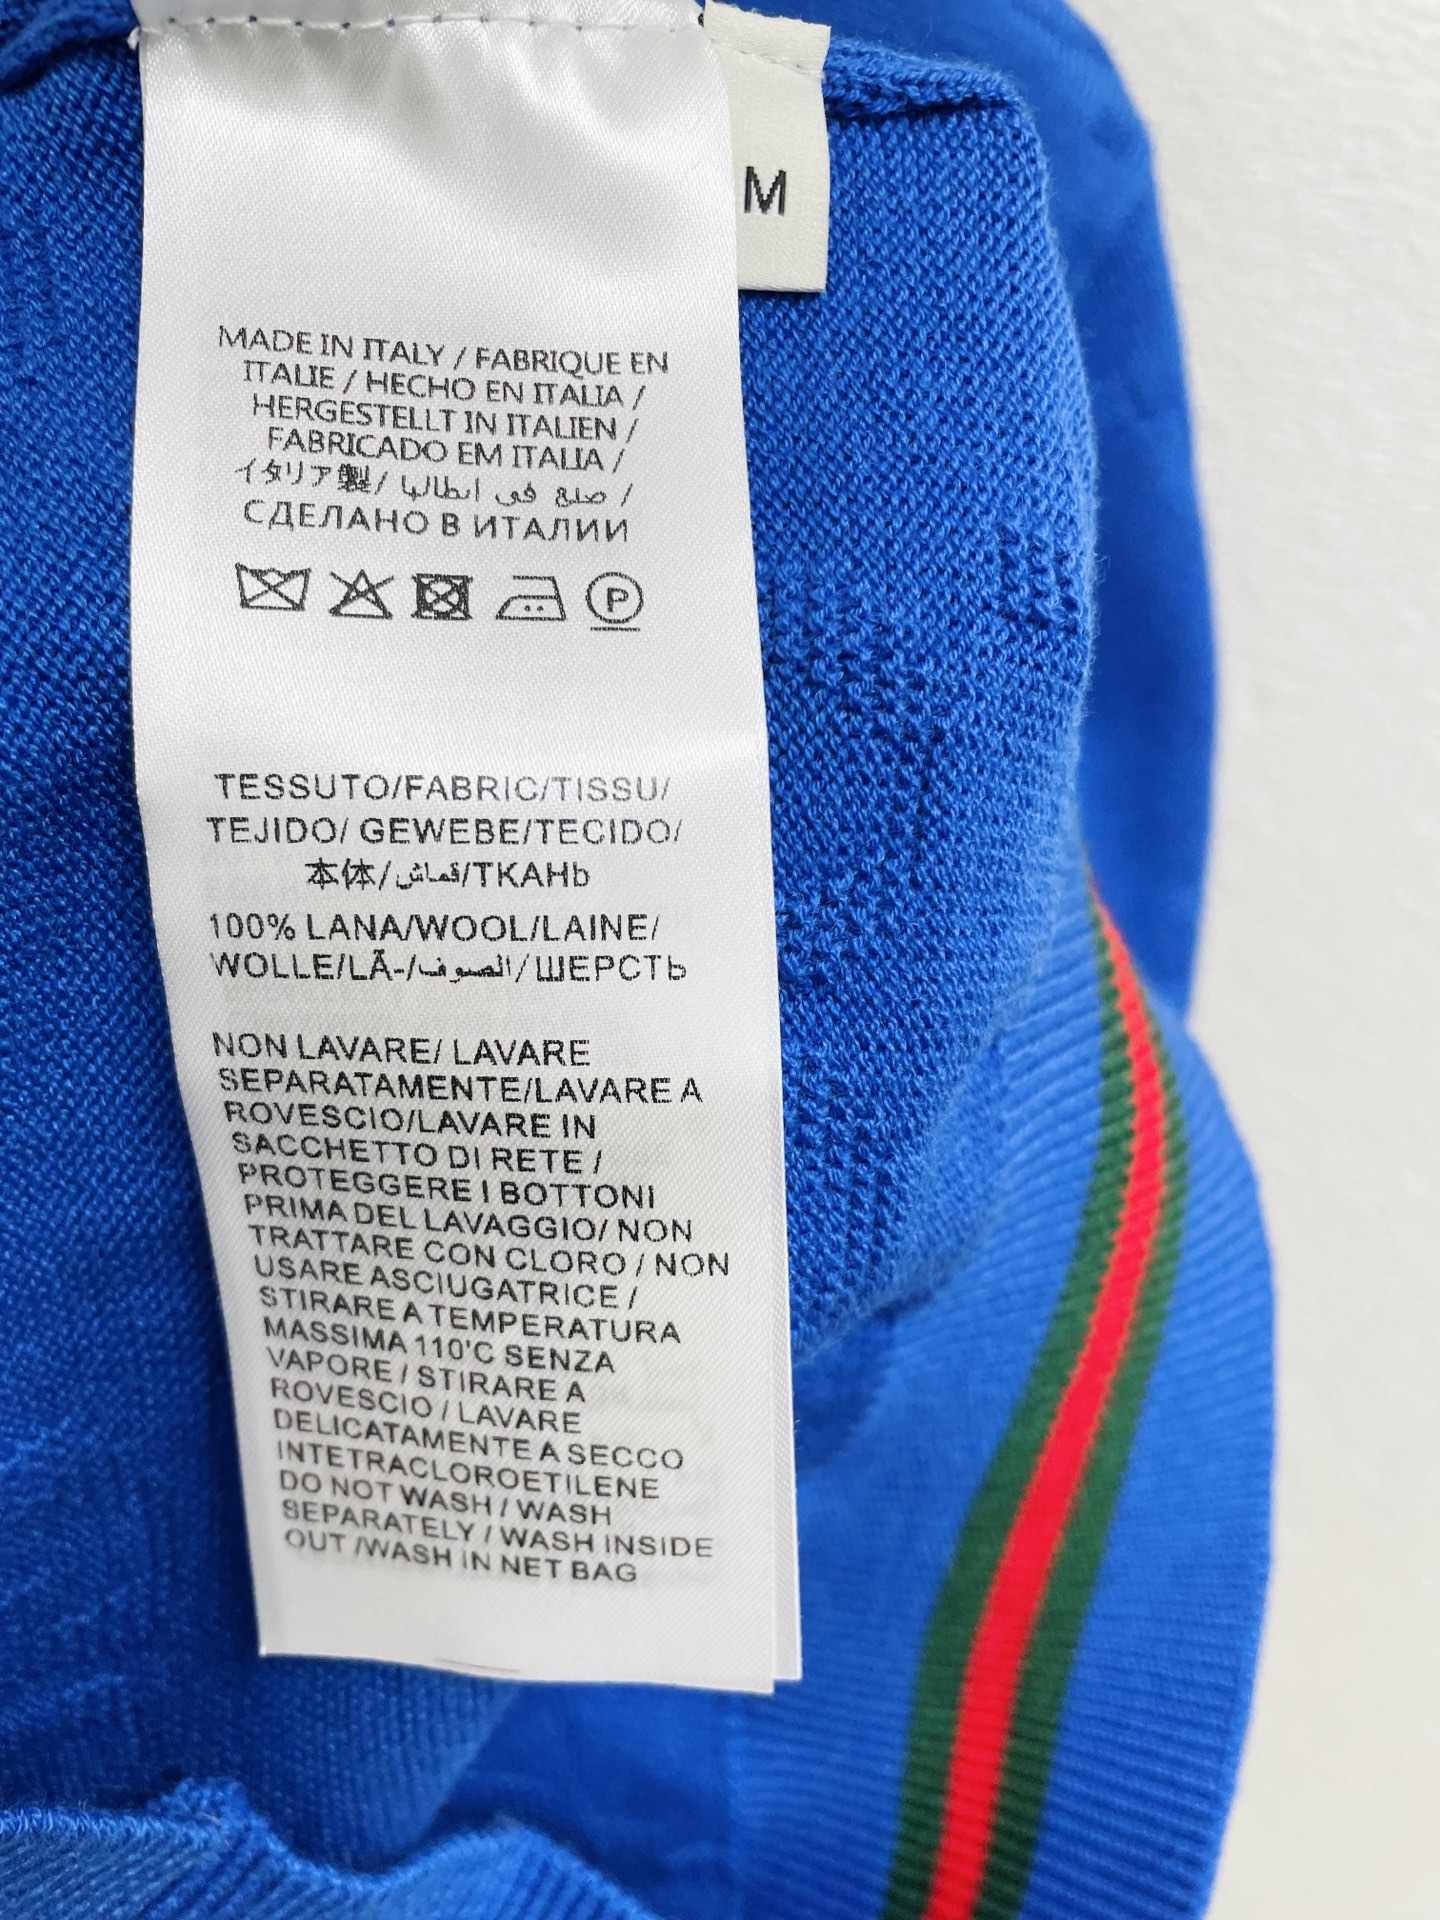 M
MADE IN ITALY / FABRIQUE EN
ITALIE / HECHO EN ITALIA /
HERGESTELLT IN ITALIEN /
FABRICADO EM ITALIA /
イタリア製/ صنع في ايطاليا /
СДЕЛАНО В ИТАЛИИ
P
TESSUTO/FABRIC/TISSU/
TEJIDO/ GEWEBE/TECIDO/
本体/قماش/TKAHb
100% LANA/WOOL/LAINE/
WOLLE/LÃ-/الصوف/ШЕРСТЬ
NON LAVARE/ LAVARE
SEPARATAMENTE/LAVARE A
ROVESCIO/LAVARE IN
SACCHETTO DI RETE /
PROTEGGERE I BOTTONI
PRIMA DEL LAVAGGIO/ NON
TRATTARE CON CLORO / NON
USARE ASCIUGATRICE /
STIRARE A TEMPERATURA
MASSIMA 110'C SENZA
VAPORE / STIRARE A
ROVESCIO / LAVARE
DELICATAMENTE A SECCO
INTETRACLOROETILENE
DO NOT WASH / WASH
SEPARATELY / WASH INSIDE
OUT /WASH IN NET BAG